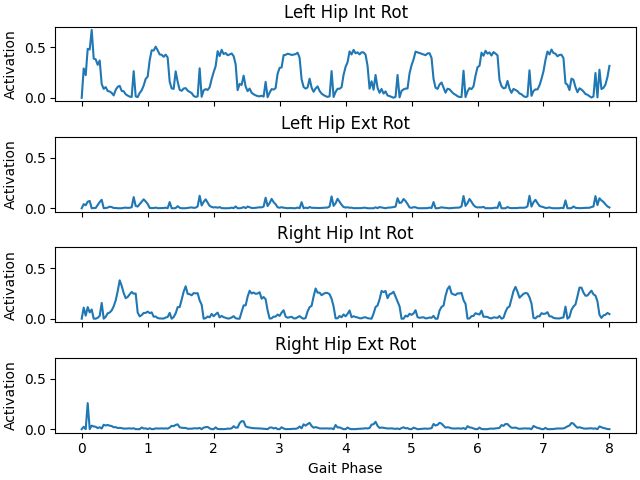 Left Hip Int Rot
Activation
0.5
0.0
Left Hip Ext Rot
Activation
0.5
0.0
Right Hip Int Rot
Activation
0.5
0.0
Right Hip Ext Rot
Activation
0.5
0.0
0 1 2 3 4 5 6 7 8
Gait Phase